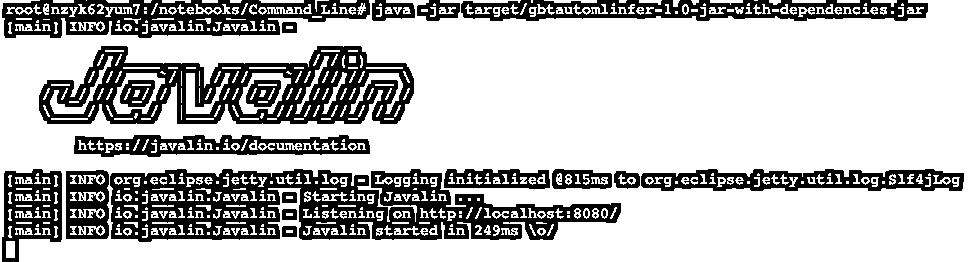 root@nzyk62yum7:/notebooks/Command_Line# java -jar target/gbtautomlinfer-1.0-jar-with-dependencies.jar
[main] INFO io.javalin.Javalin -
Javalin
https://javalin.io/documentation
[main] INFO org.eclipse.jetty.util.log - Logging initialized @815ms to org.eclipse.jetty.util.log.Slf4jLog
[main] INFO io.javalin.Javalin - Starting Javalin ...
[main] INFO io.javalin.Javalin - Listening on http://localhost:8080/
[main] INFO io.javalin.Javalin - Javalin started in 249ms \o/